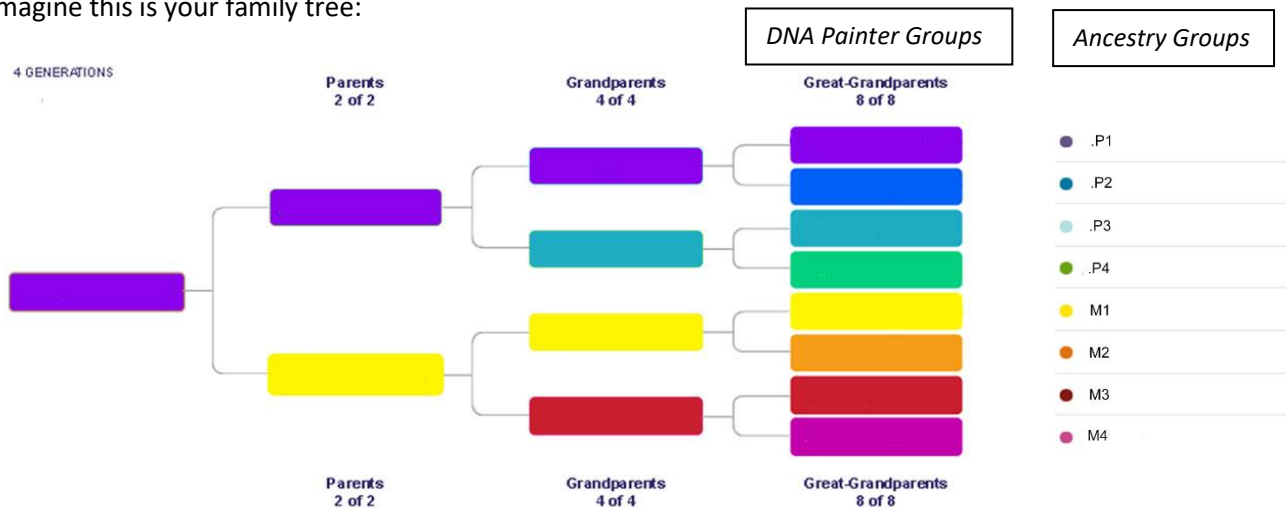 magine this is your family tree:
DNA Painter Groups
Ancestry Groups
4 GENERATIONS
Parents
2 of 2
Grandparents
4 of 4
Great-Grandparents
8 of 8
.P1
.P2
.P3
.P4
M1
M2
M3
M4
Parents
2 of 2
Grandparents
4 of 4
Great-Grandparents
8 of 8